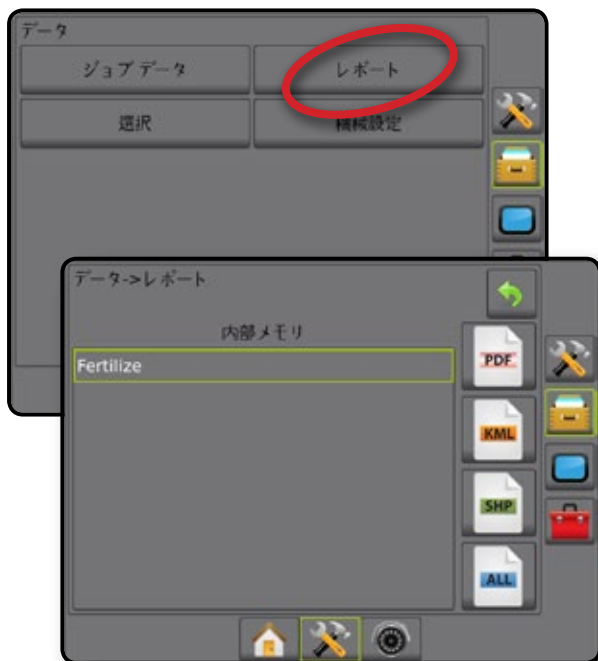 データ
ジョブ データ
レポート
選択
機械設定
データ->レポート
内部メモリ
Fertilize
PDF
KML
SHP
ALL